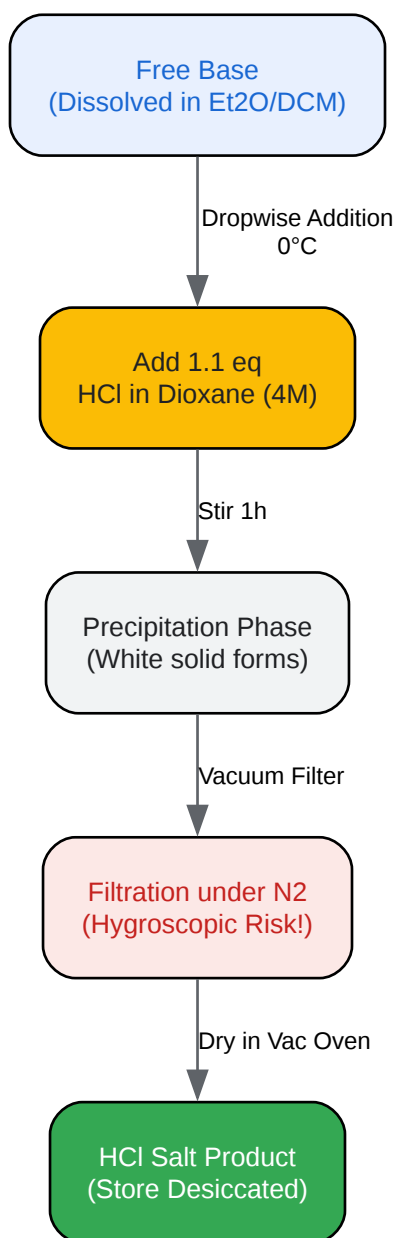 Free Base
(Dissolved in Et2O/DCM)
Dropwise Addition
0°C
Add 1.1 eq
HCl in Dioxane (4M)
Stir 1h
Precipitation Phase
(White solid forms)
Vacuum Filter
Filtration under N2
(Hygroscopic Risk!)
Dry in Vac Oven
HCl Salt Product
(Store Desiccated)